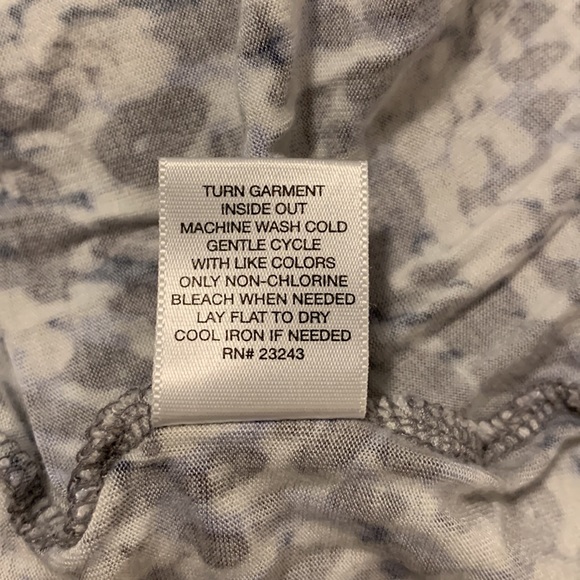 TURN GARMENT
INSIDE OUT
MACHINE WASH COLD
GENTLE CYCLE
WITH LIKE COLORS
ONLY NON-CHLORINE
BLEACH WHEN NEEDED
LAY FLAT TO DRY
COOL IRON IF NEEDED
RN# 23243